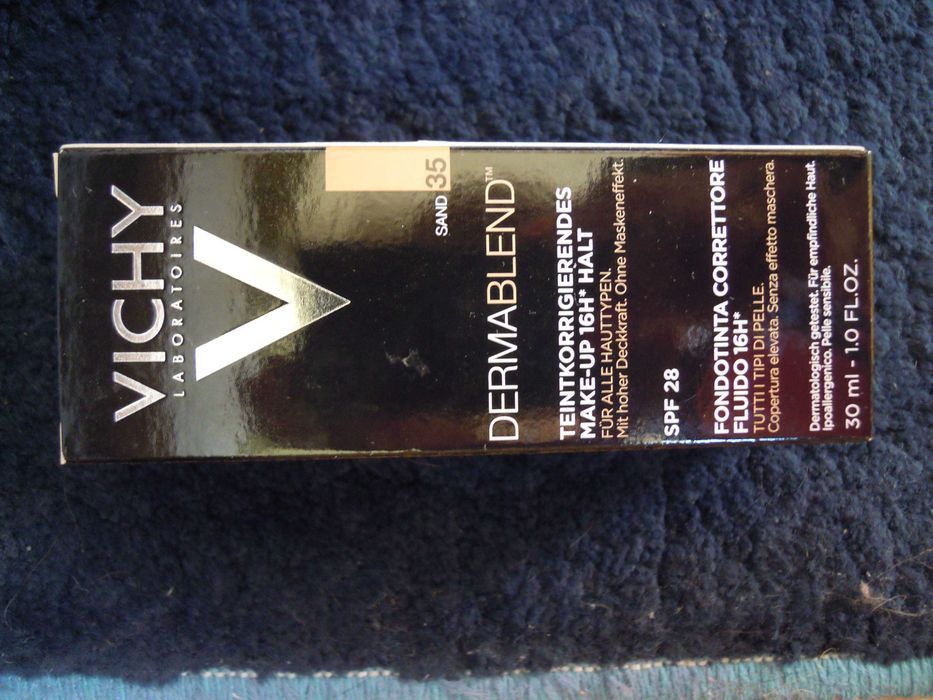 VICHY
LABORATOIRES
35
SAND
DERMABLEND™
TEINTKORRIGIERENDES
MAKE-UP 16H* HALT
FÜR ALLE HAUTTYPEN.
Mit hoher Deckkraft. Ohne Maskeneffekt.
SPF 28
FONDOTINTA CORRETTORE
FLUIDO 16H*
TUTTI I TIPI DI PELLE.
Copertura elevata. Senza effetto maschera.
Dermatologisch getestet. Für empfindliche Haut.
Ipoallergenico. Pelle sensibile.
30 ml - 1.0 FL.OZ.